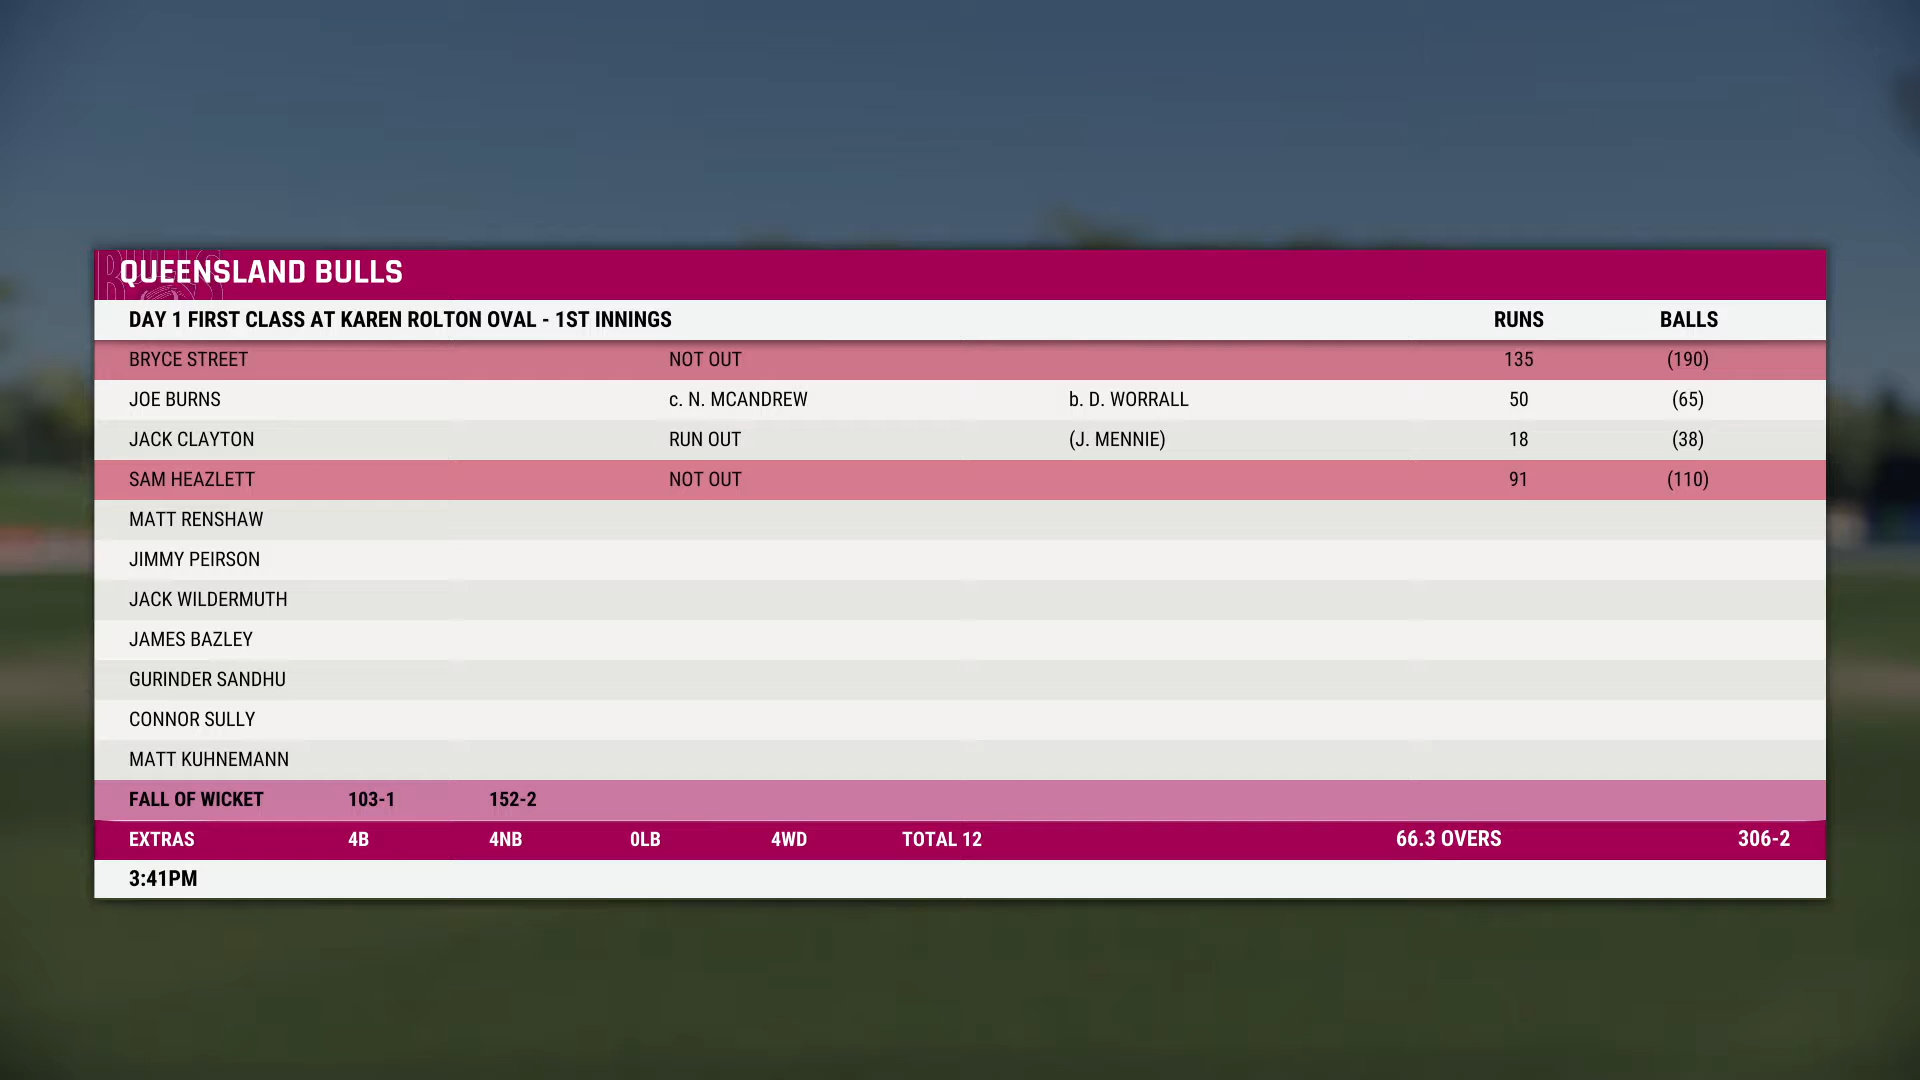 QUEENSLAND BULLS
DAY 1 FIRST CLASS AT KAREN ROLTON OVAL - 1ST INNINGS RUNS BALLS
BRYCE STREET NOT OUT 135 (190)
JOE BURNS c. N. MCANDREW b. D. WORRALL 50 (65)
JACK CLAYTON RUN OUT (J. MENNIE) 18 (38)
SAM HEAZLETT NOT OUT 91 (110)
MATT RENSHAW
JIMMY PEIRSON
JACK WILDERMUTH
JAMES BAZLEY
GURINDER SANDHU
CONNOR SULLY
MATT KUHNEMANN
FALL OF WICKET 103-1 152-2
EXTRAS 4B 4NB 0LB 4WD TOTAL 12 66.3 OVERS 306-2
3:41PM